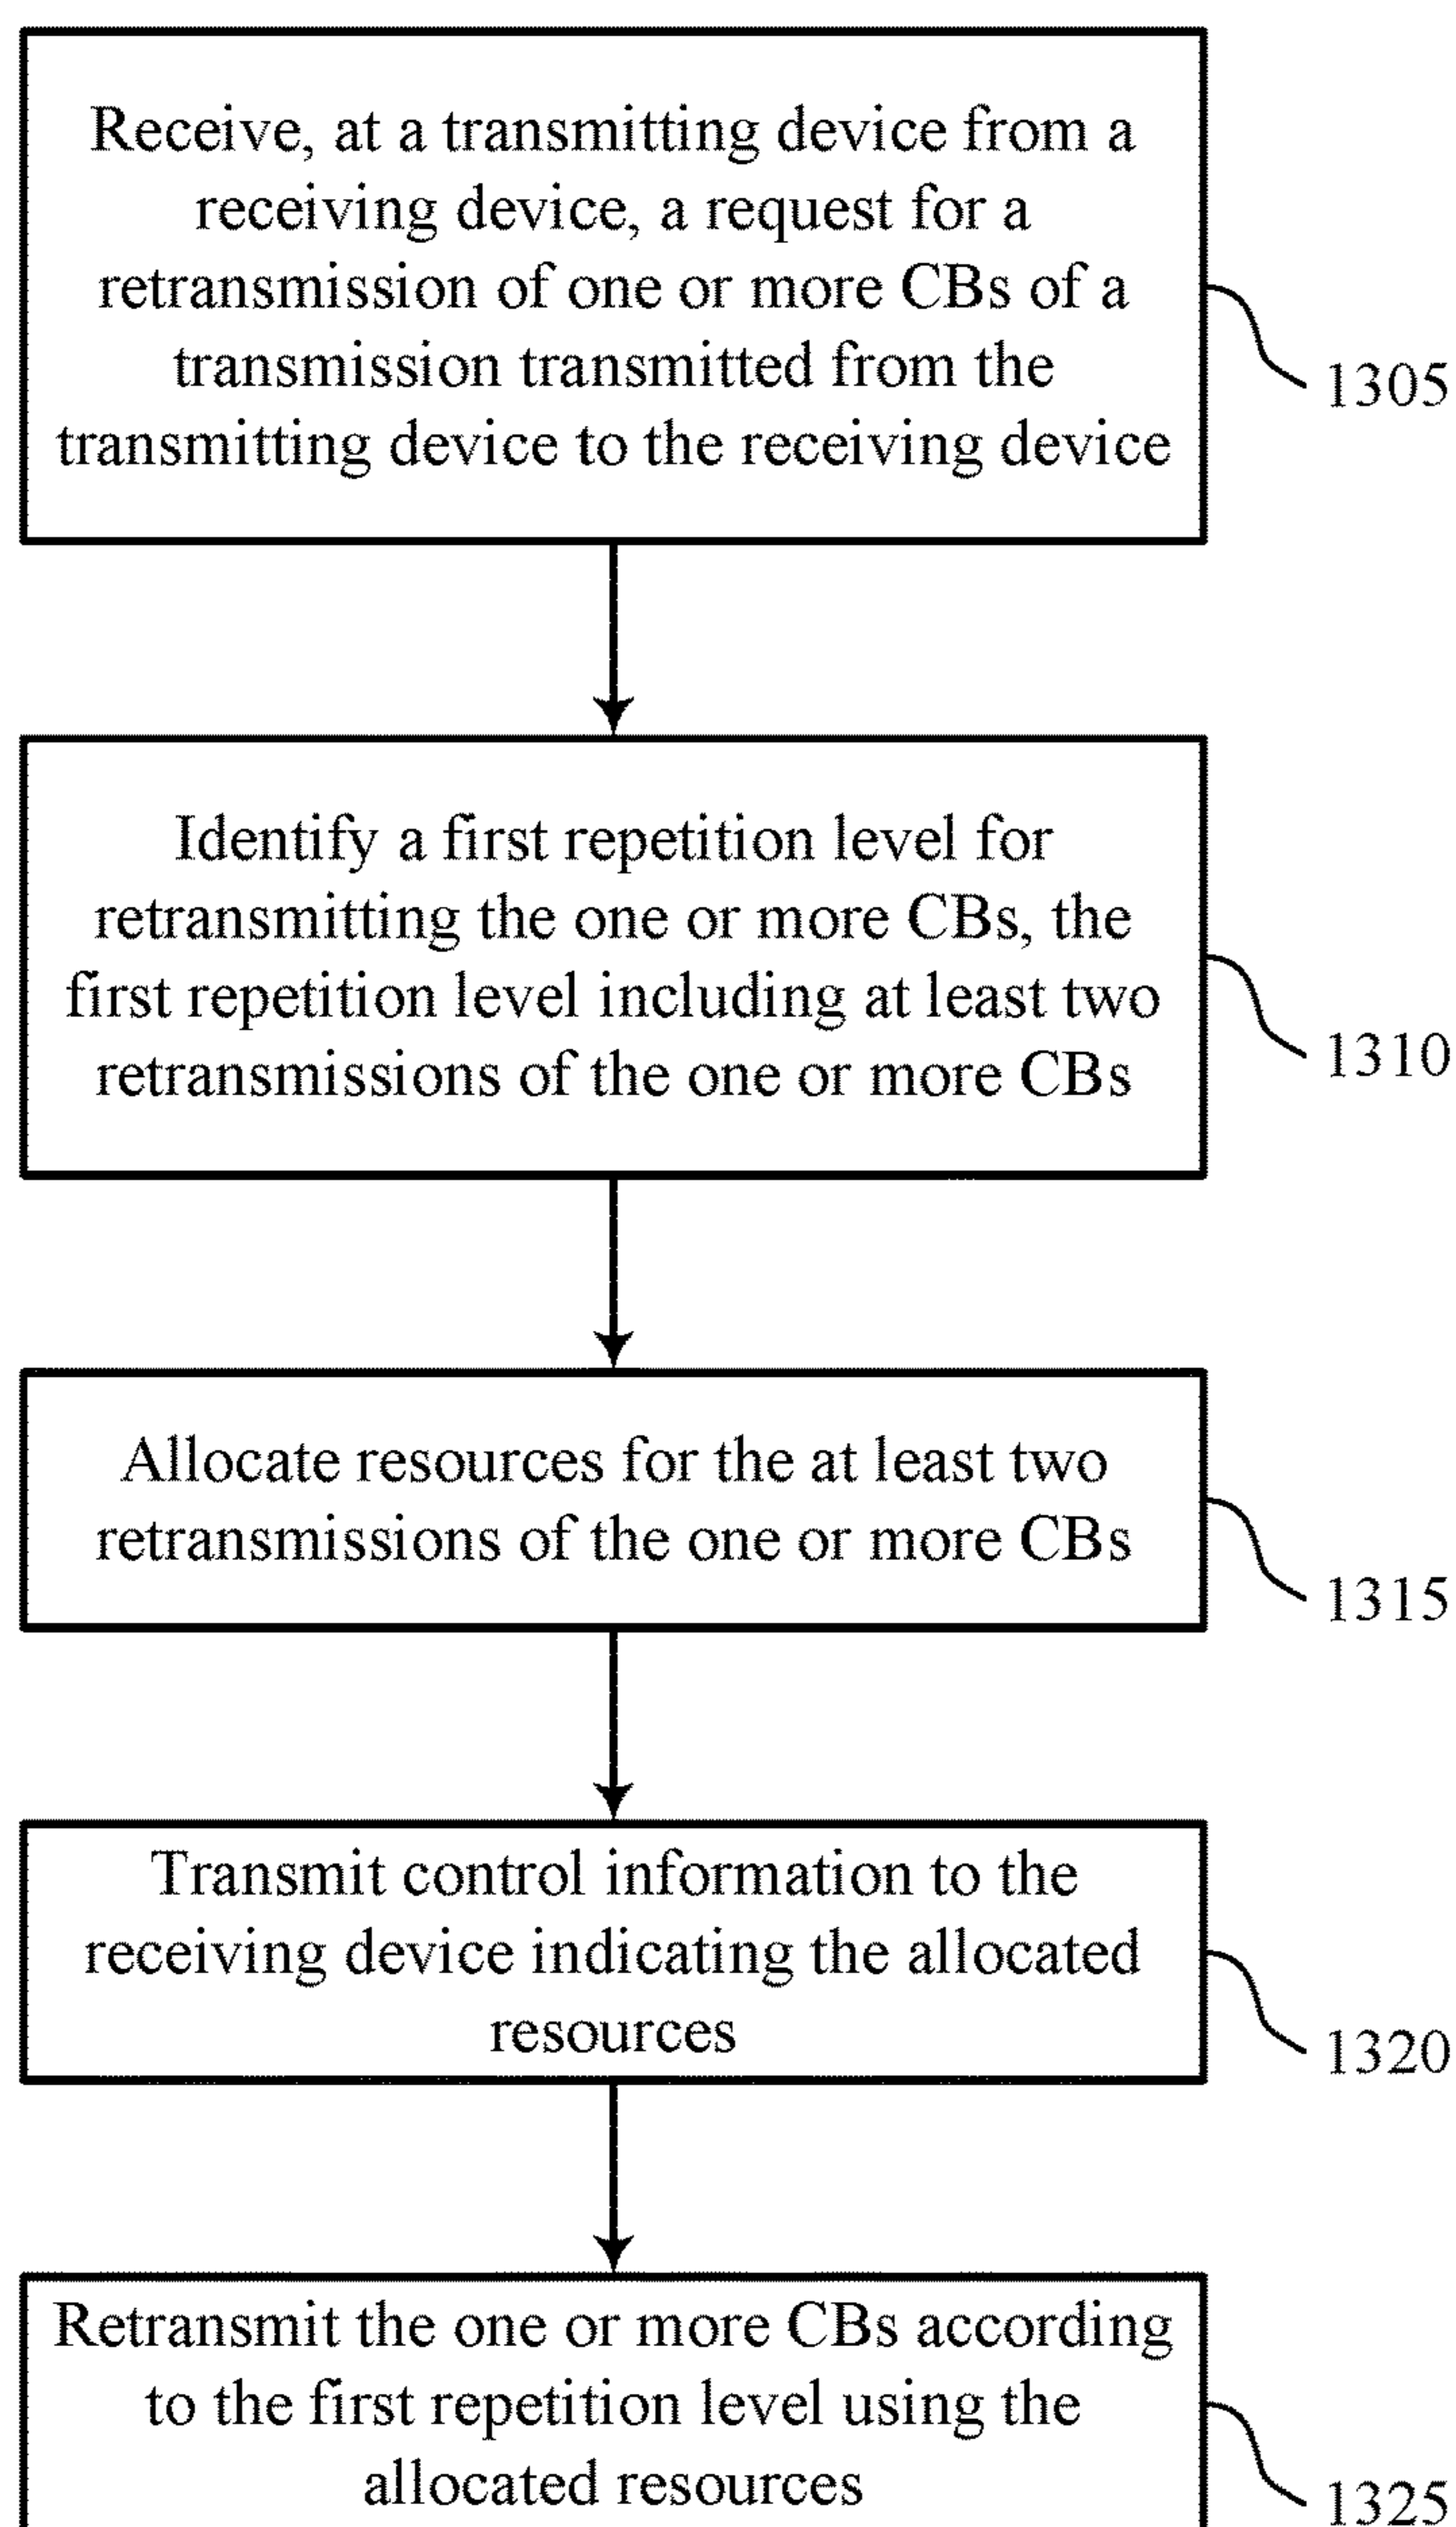 Receive, at a transmitting device from a
receiving device, a request for a
retransmission of one or more CBs of a
transmission transmitted from the
transmitting device to the receiving device
1305
Identify a first repetition level for
retransmitting the one or more CBs, the
first repetition level including at least two
retransmissions of the one or more CBs
1310
Allocate resources for the at least two
retransmissions of the one or more CBs
1315
Transmit control information to the
receiving device indicating the allocated
resources
1320
Retransmit the one or more CBs according
to the first repetition level using the
allocated resources
1325